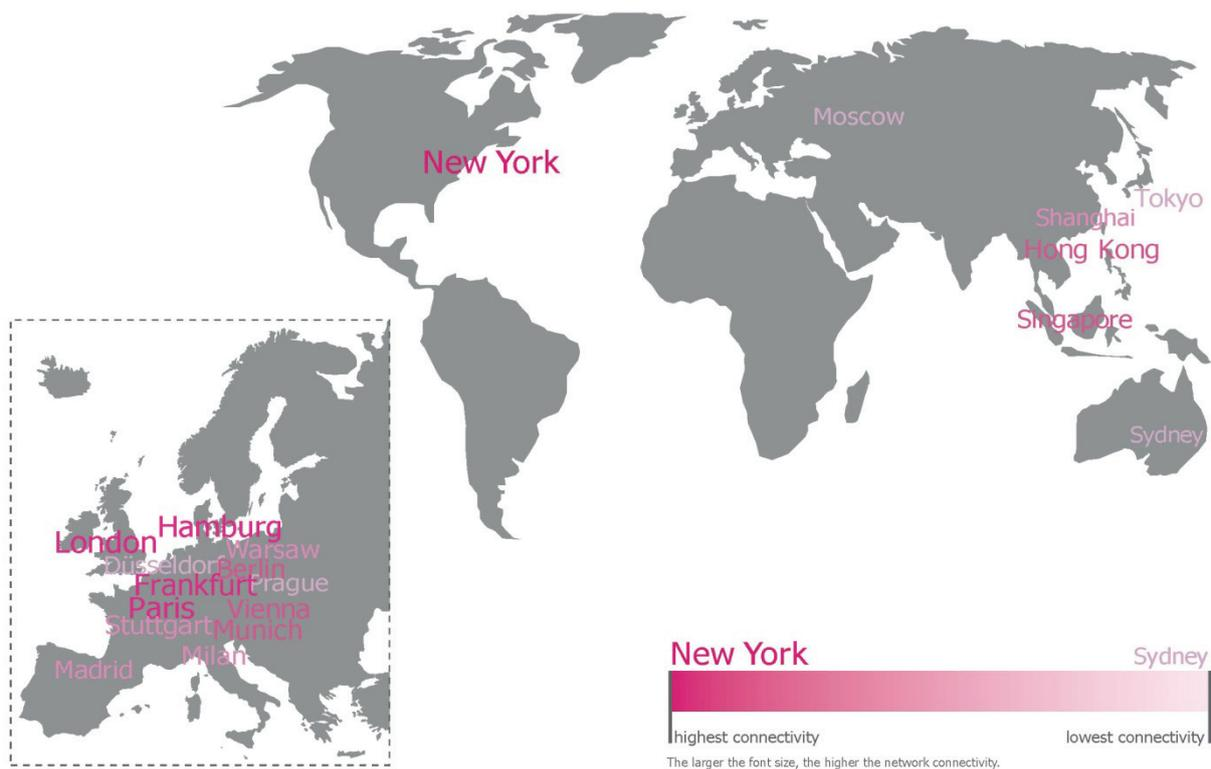 Moscow
New York
Tokyo
Shanghai
Hong Kong
Singapore
Sydney
Hamburg
London
Warsaw
Düsseldorf
Berlin
Frankfurt
Prague
Paris
Vienna
Stuttgart
Munich
Milan
Madrid
New York
Sydney
highest connectivity
lowest connectivity
The larger the font size, the higher the network connectivity.